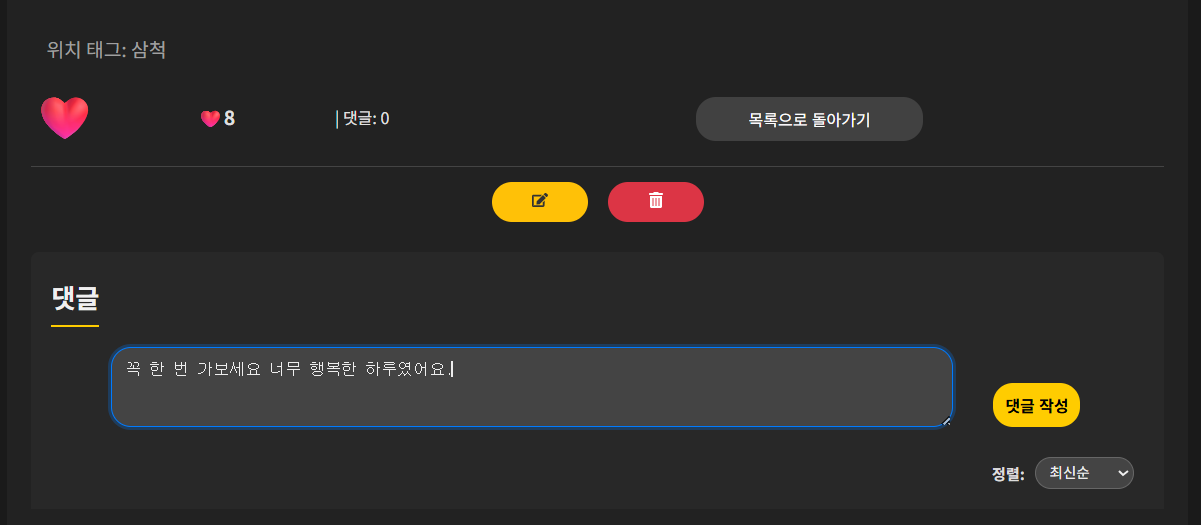 위치 태그: 삼척
8 | 댓글: 0 목록으로 돌아가기
댓글
꼭 한 번 가보세요 너무 행복한 하루였어요.
댓글 작성
정렬: 최신순